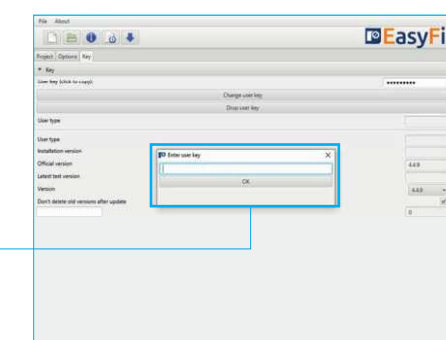 File About
EasyFi
Project Options Key
Key
User key (click to copy):
•••••••••
Change user key
Drop user key
User type
User type
Installation version
Official version
4.4.9
Latest test version
Version
4.4.9
Don't delete old versions after update
0
Enter user key
OK